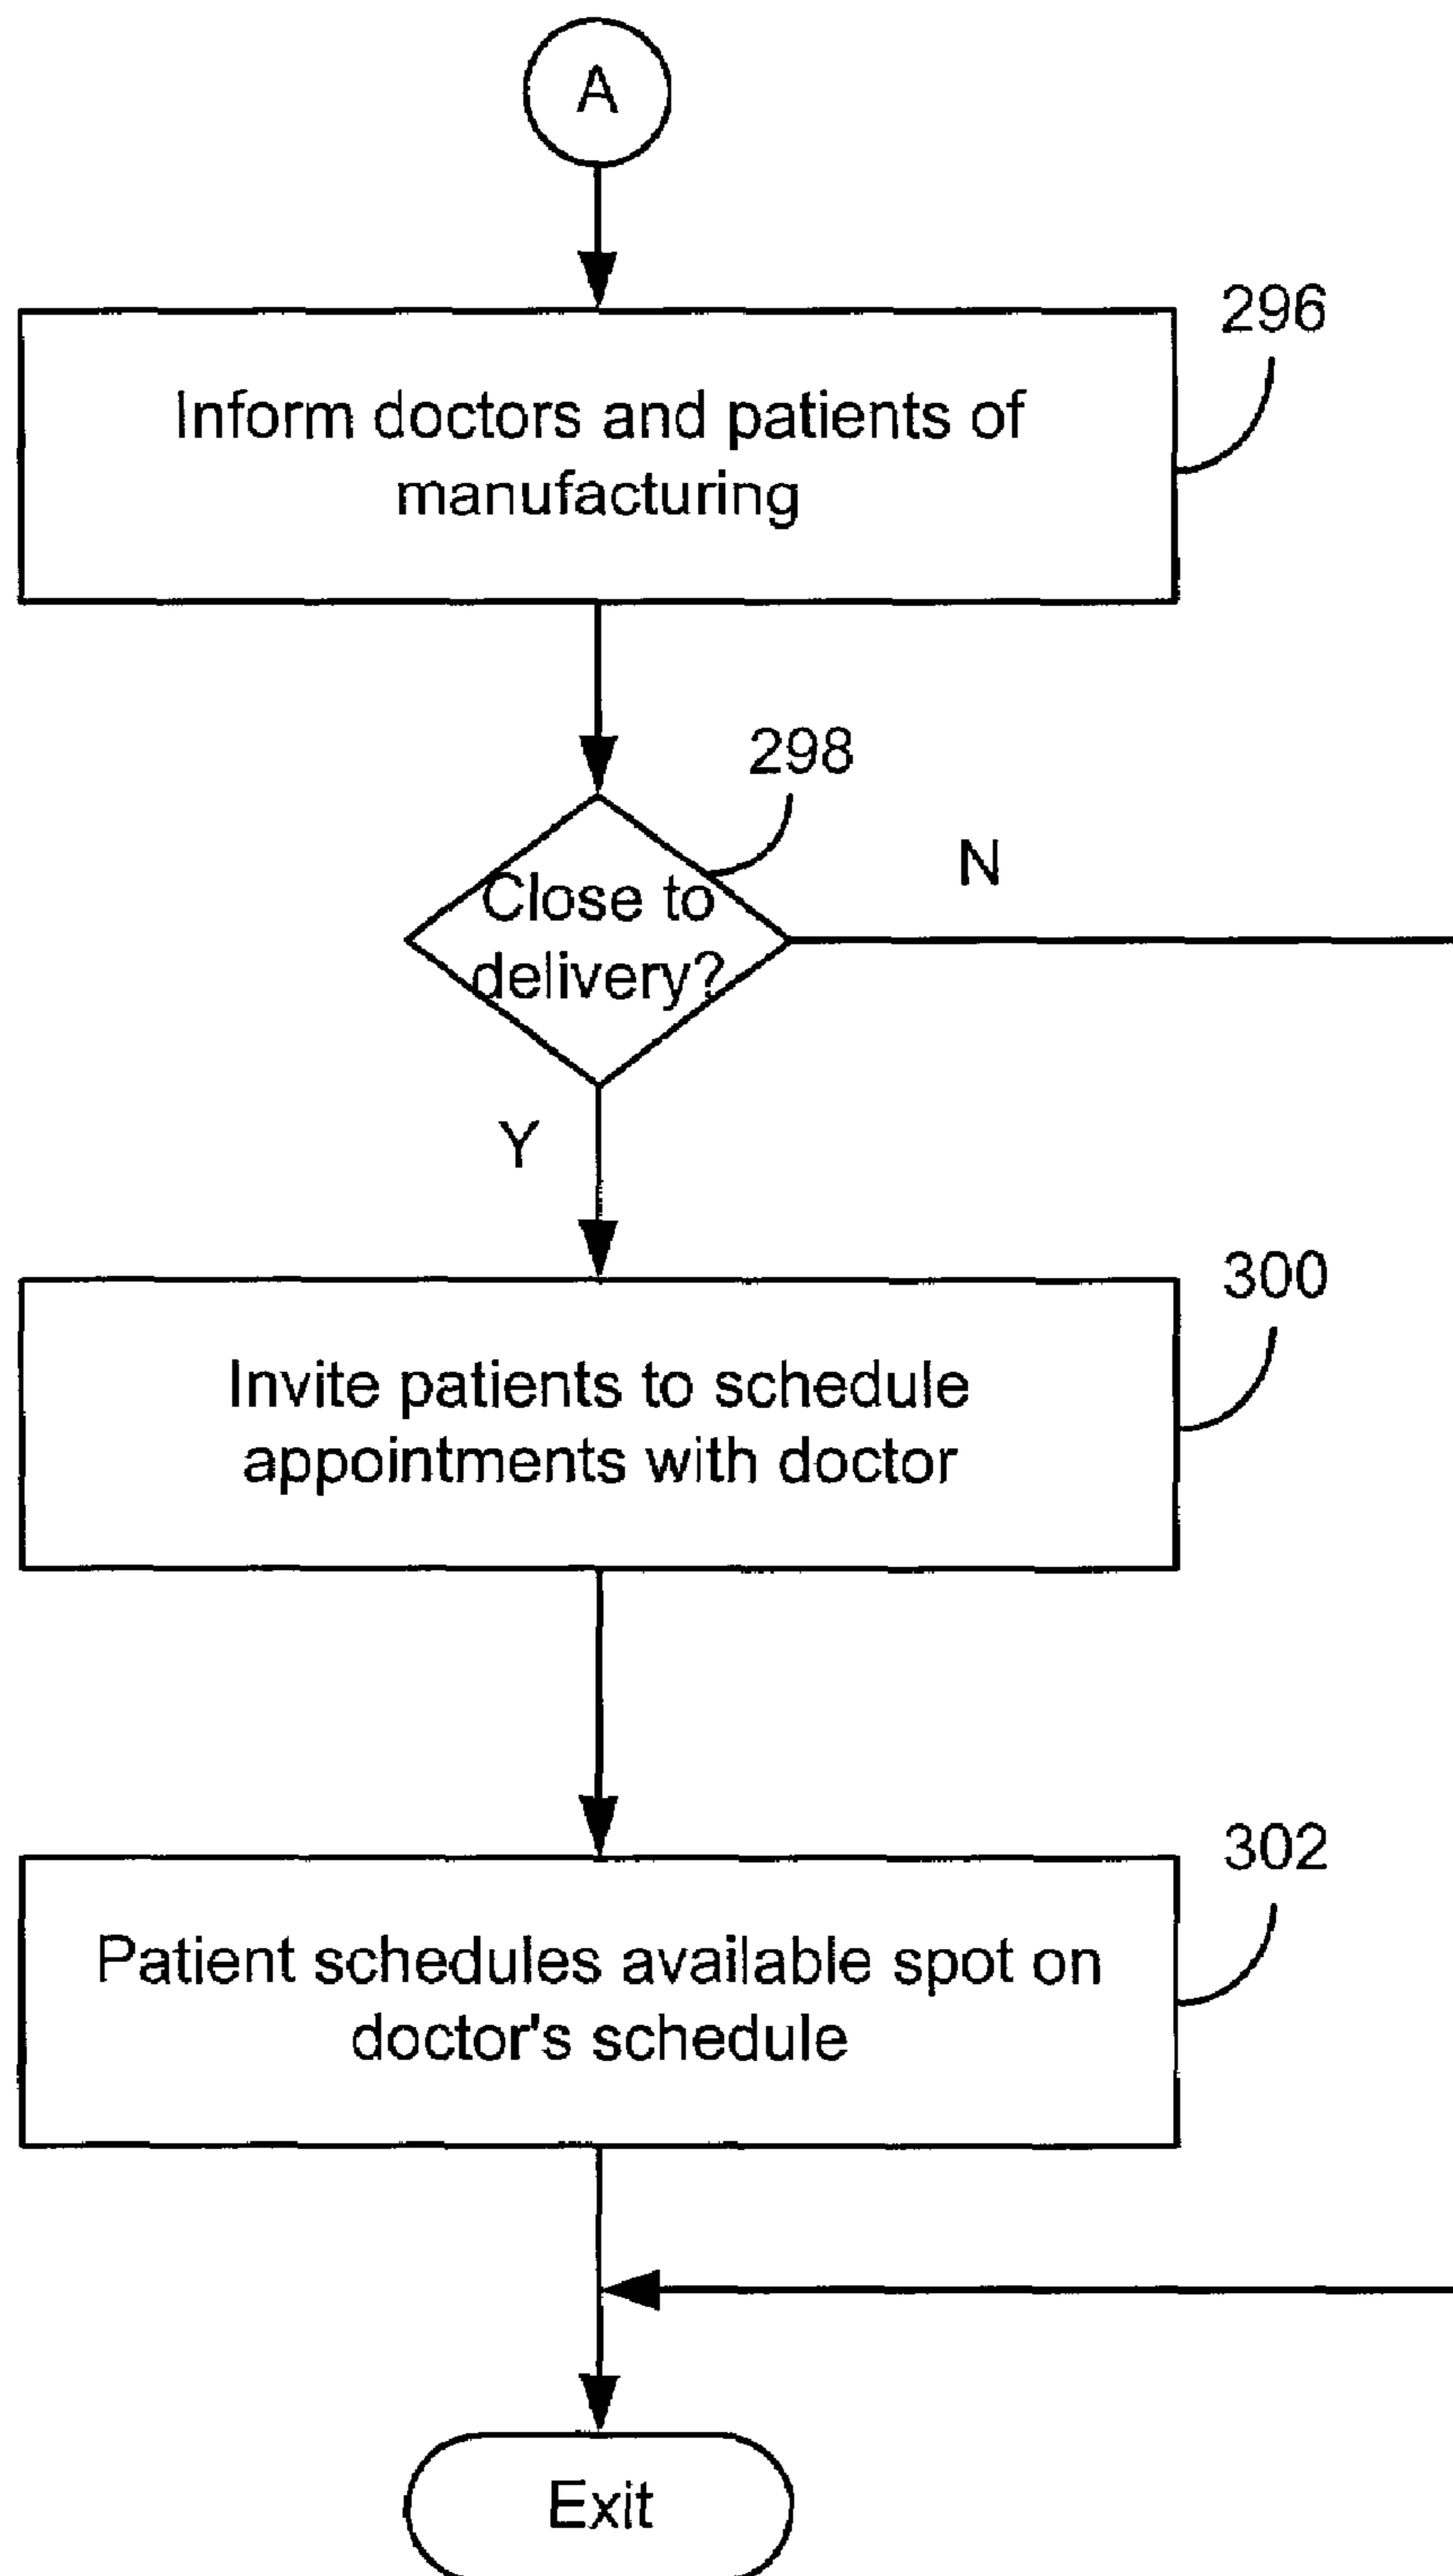 A
296
Inform doctors and patients of
manufacturing
298
N
Close to
delivery?
Y
300
Invite patients to schedule
appointments with doctor
302
Patient schedules available spot on
doctor's schedule
Exit